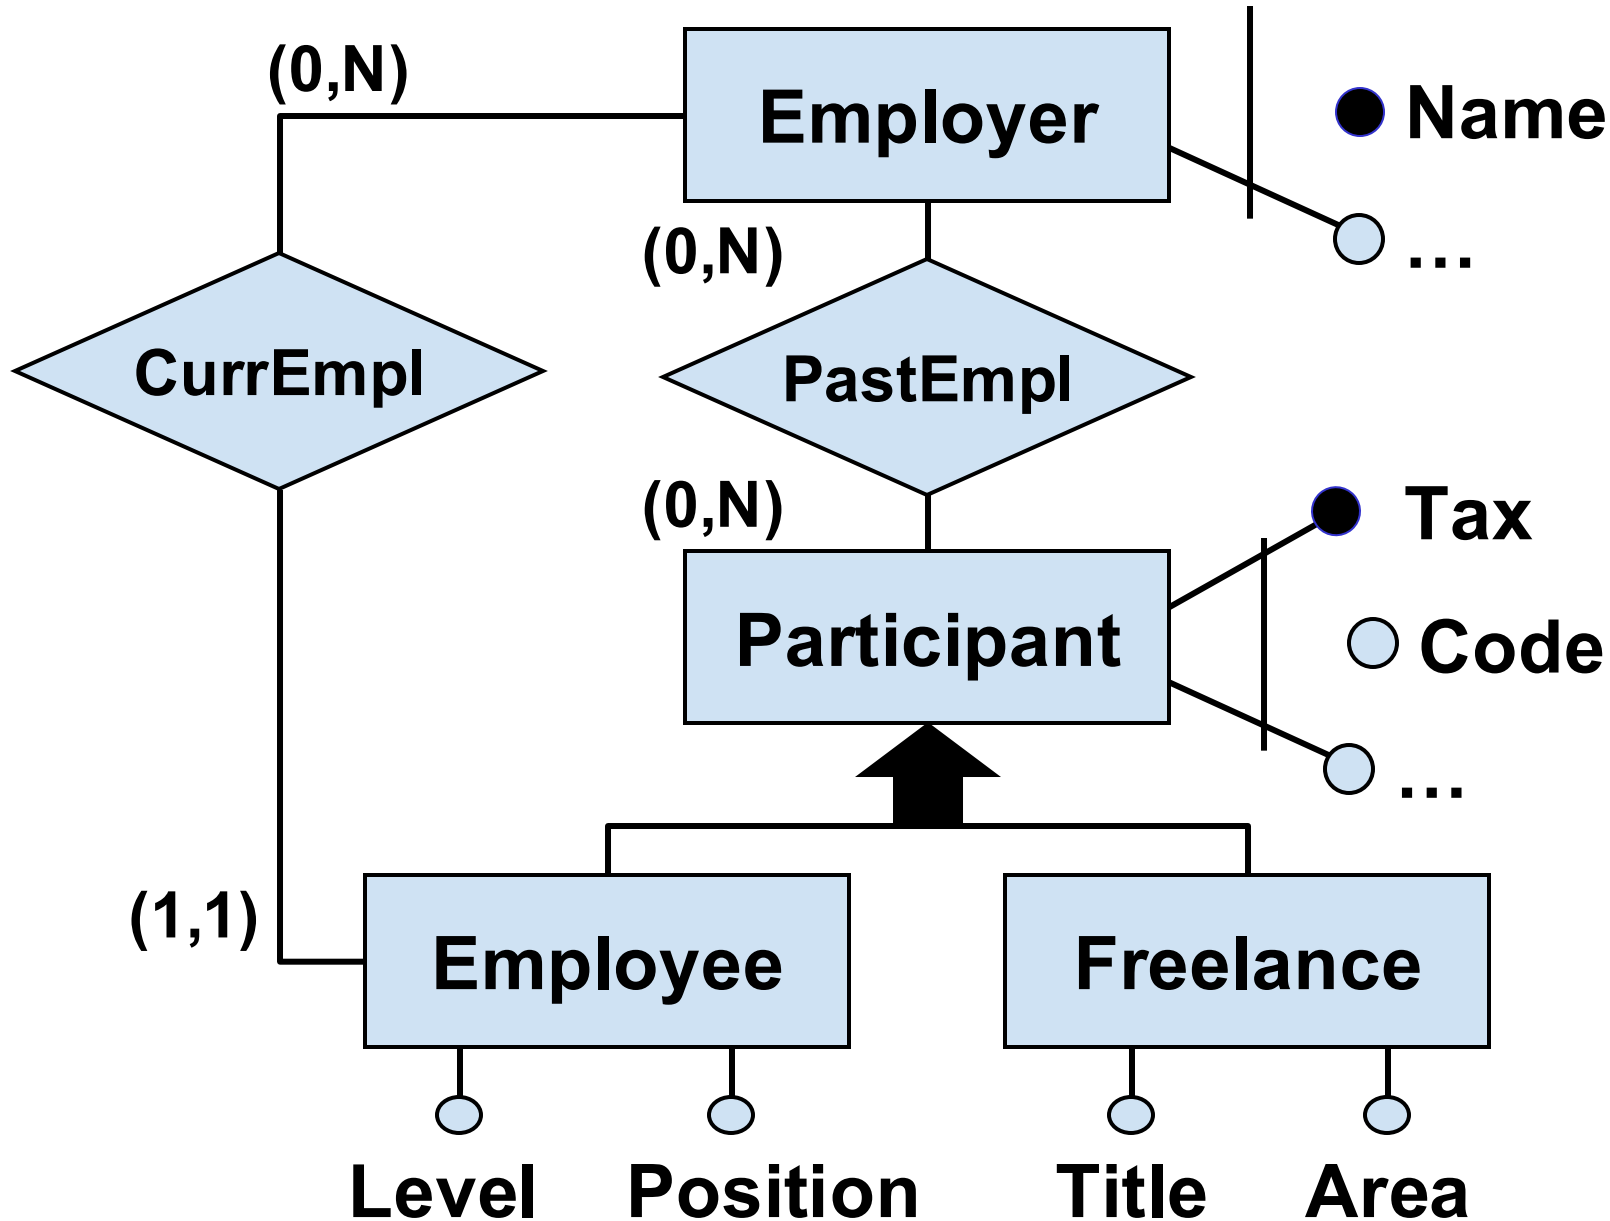 (0,N)
Employer
Name
(0,N)
…
CurrEmpl
PastEmpl
(0,N)
Tax
Participant
Code
…
(1,1)
Employee
Freelance
Level
Position
Title
Area